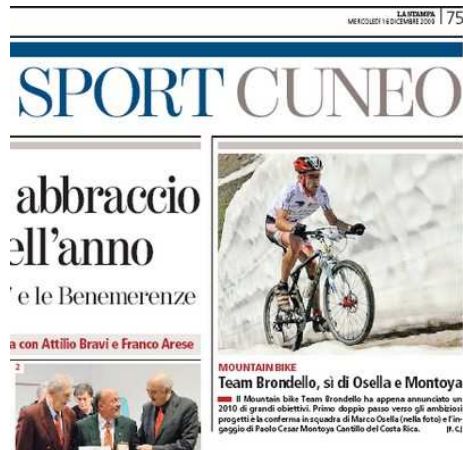 LA STAMPA
MERCOLEDÌ 16 DICEMBRE 2009 75
SPORT CUNEO
abbraccio
ell'anno
' e le Benemerenze
a con Attilio Bravi e Franco Arese
2
MOUNTAIN BIKE
Team Brondello, sì di Osella e Montoya
Il Mountain bike Team Brondello ha appena annunciato un
2010 di grandi obiettivi. Primo doppio passo verso gli ambiziosi
progetti e la conferma in squadra di Marco Osella (nella foto) e l'in-
gaggio di Paolo Cesar Montoya Cantillo del Costa Rica. [F. C.]